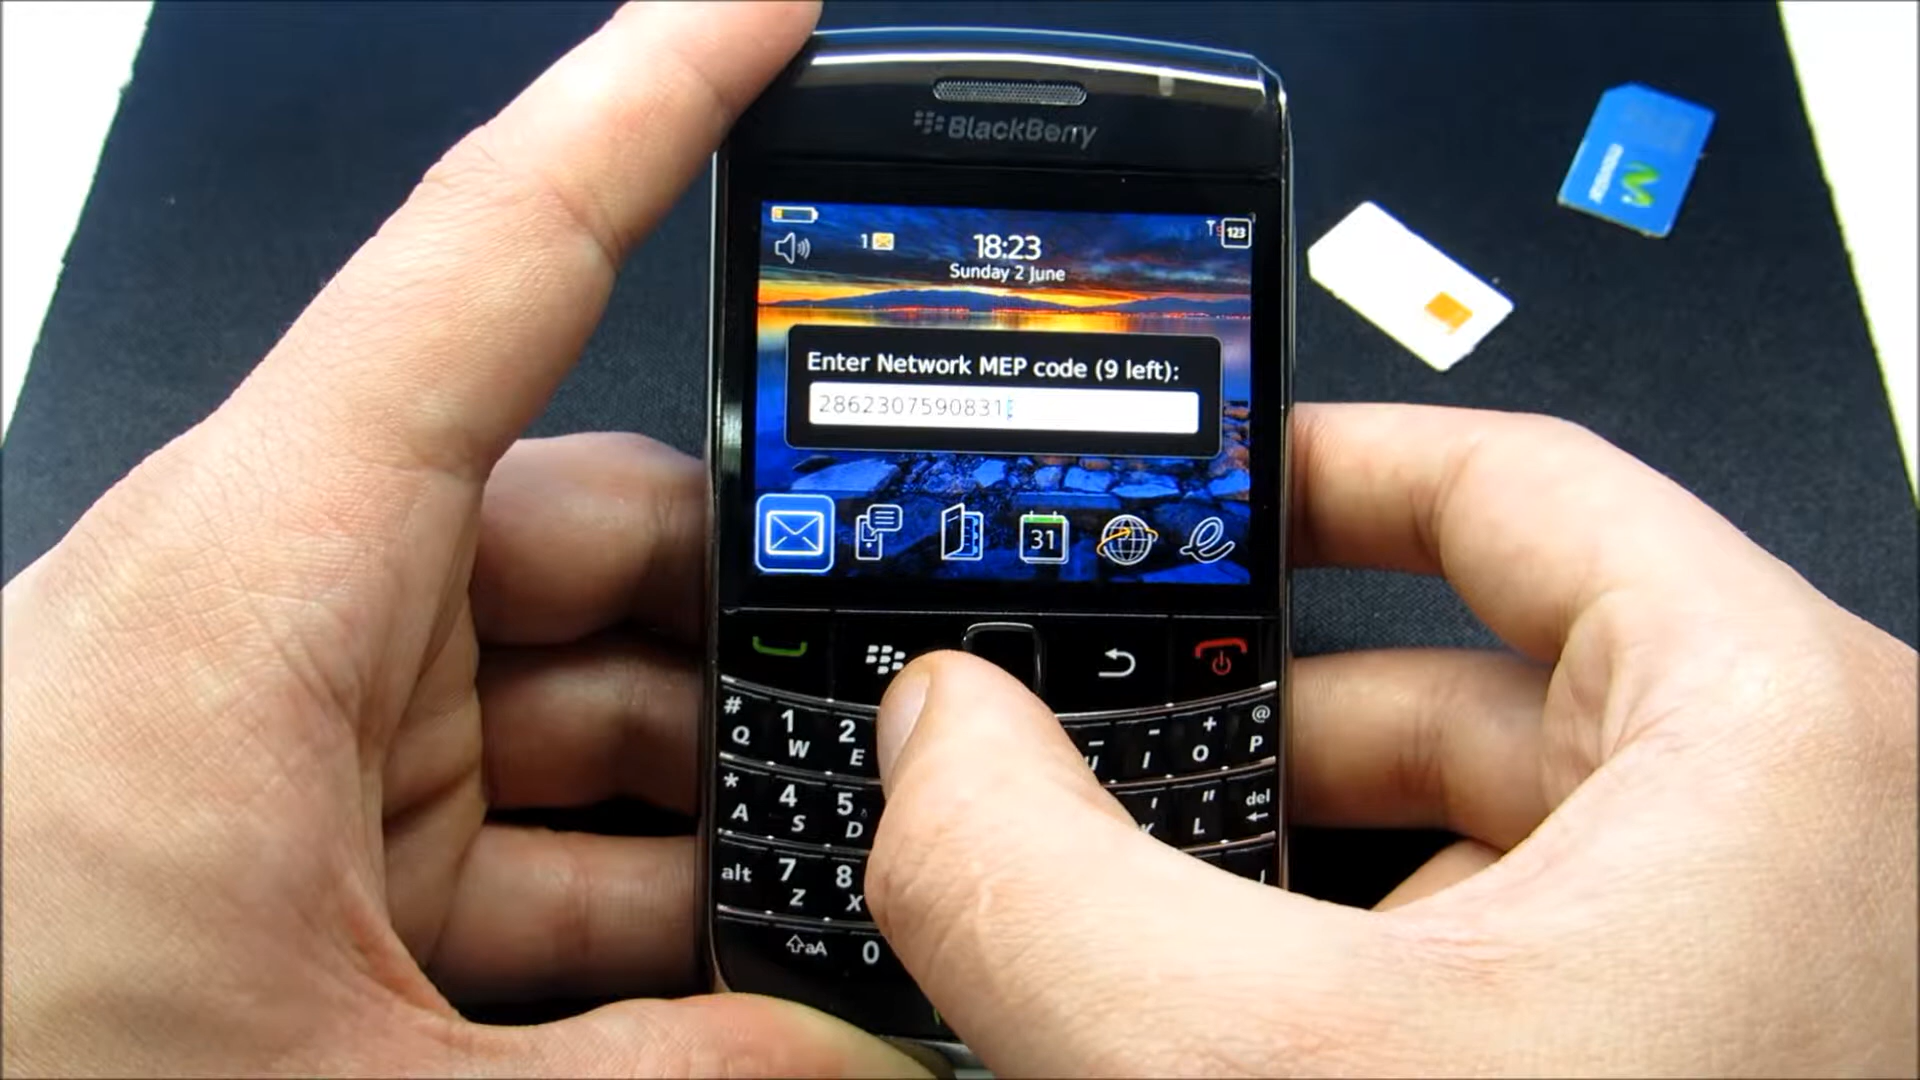 BlackBerry
1
18:23
123
Sunday 2 June
Enter Network MEP code (9 left):
2862307590831
31
movistar
# 1 2 _ - + @
Q W E U I O P
* 4 5 ' " del
A S D K L
alt 7 8
Z X
aA 0